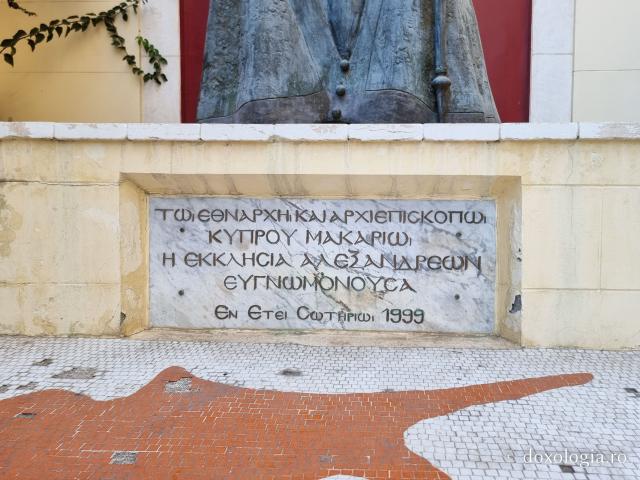 ΤΩΙ ΕΘΝΑΡΧΗΙ ΚΑΙ ΑΡΧΙΕΠΙΣΚΟΠΩΙ
ΚΥΠΡΟΥ ΜΑΚΑΡΙΩΙ
Η ΕΚΚΛΗΣΙΑ ΑΛΕΞΑΝΔΡΕΩΝ
ΕΥΓΝΩΜΟΝΟΥΣΑ
ΕΝ ΕΤΕΙ ΣΩΤΗΡΙΩΙ 1999
doxologia.ro